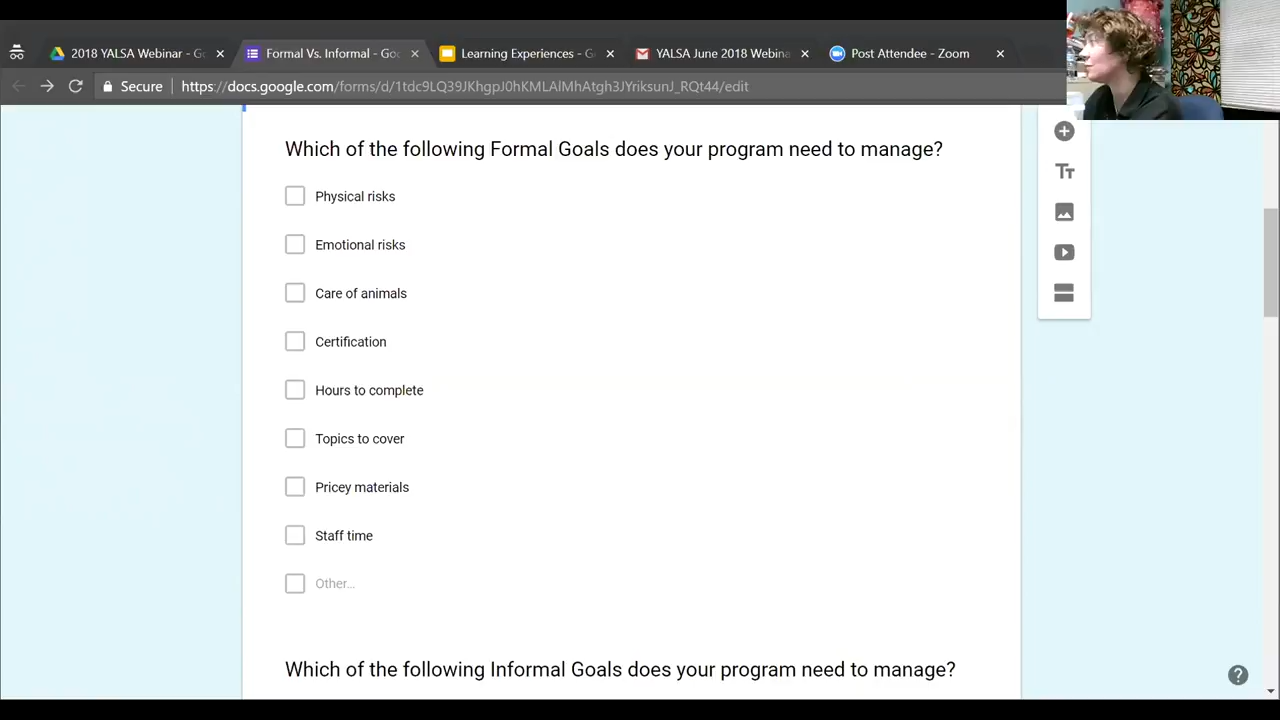 2018 YALSA Webinar - Go
Formal Vs. Informal - Goo
Learning Experiences - G
YALSA June 2018 Webina
Post Attendee - Zoom
Secure
https://docs.google.com/forms/d/1tdc9LQ39JKhgpJ0hKMLAlMhAtgh3JYriksunJ_RQt44/edit
Which of the following Formal Goals does your program need to manage?
Physical risks
Emotional risks
Care of animals
Certification
Hours to complete
Topics to cover
Pricey materials
Staff time
Other...
Which of the following Informal Goals does your program need to manage?